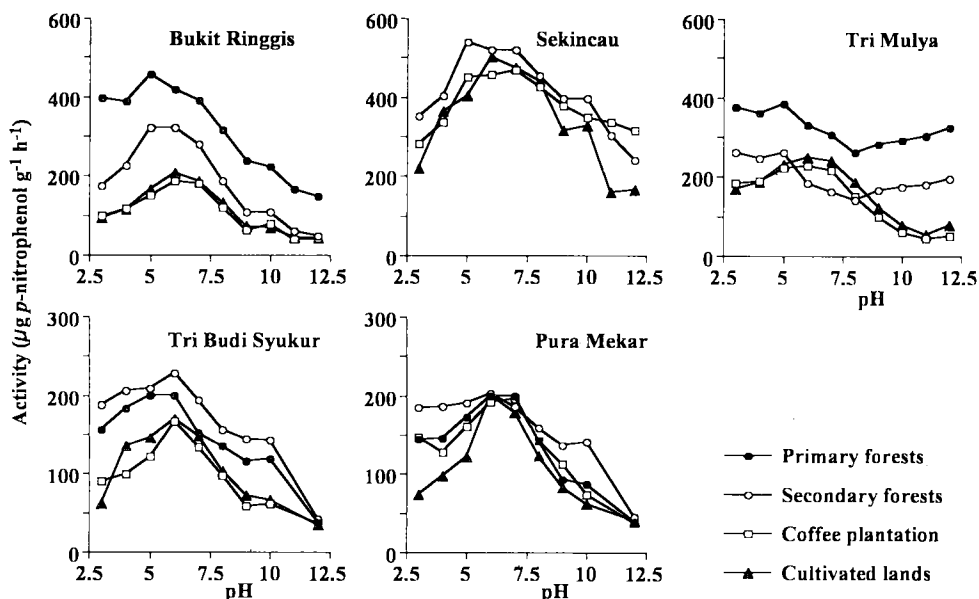 Activity (μg p-nitrophenol g⁻¹ h⁻¹)
600
400
200
0
2.5 5 7.5 10 12.5
Bukit Ringgis
600
400
200
0
2.5 5 7.5 10 12.5
Sekincau
600
400
200
0
2.5 5 7.5 10 12.5
pH
Tri Mulya
300
200
100
0
2.5 5 7.5 10 12.5
pH
Tri Budi Syukur
300
200
100
0
2.5 5 7.5 10 12.5
pH
Pura Mekar
Primary forests
Secondary forests
Coffee plantation
Cultivated lands